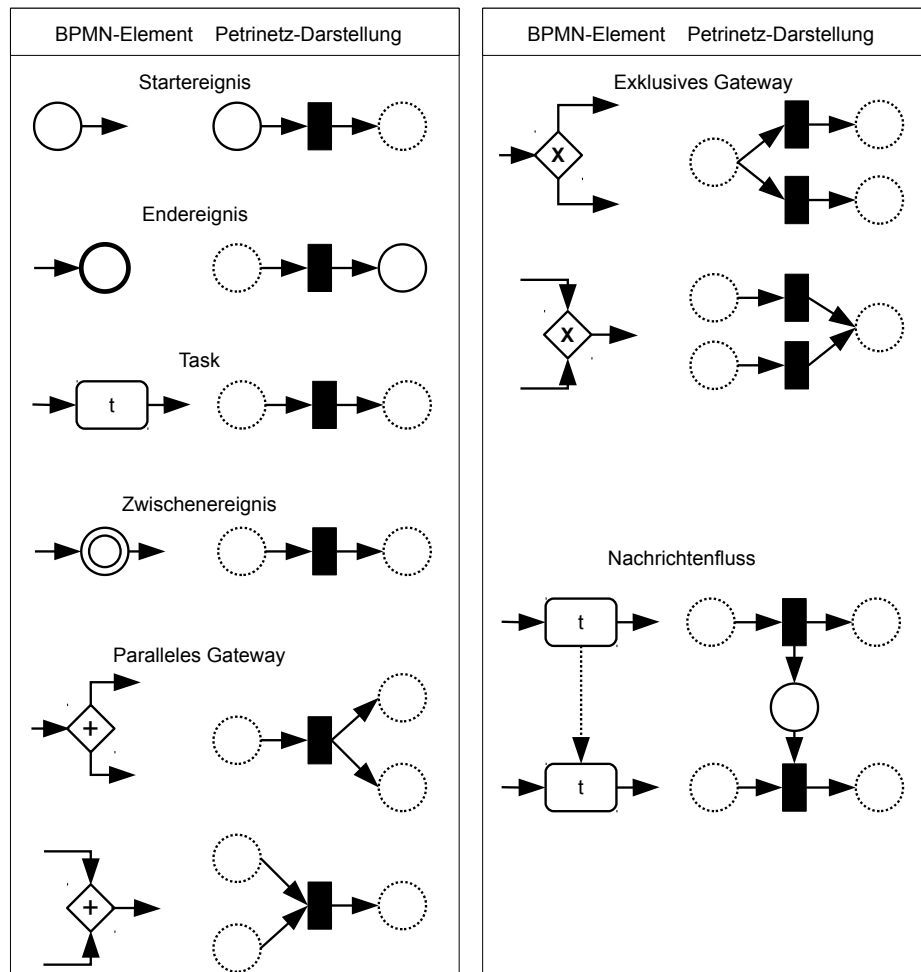 BPMN-Element Petrinetz-Darstellung
Startereignis
Endereignis
Task
t
Zwischenereignis
Paralleles Gateway
+
+
BPMN-Element Petrinetz-Darstellung
Exklusives Gateway
X
X
Nachrichtenfluss
t
t